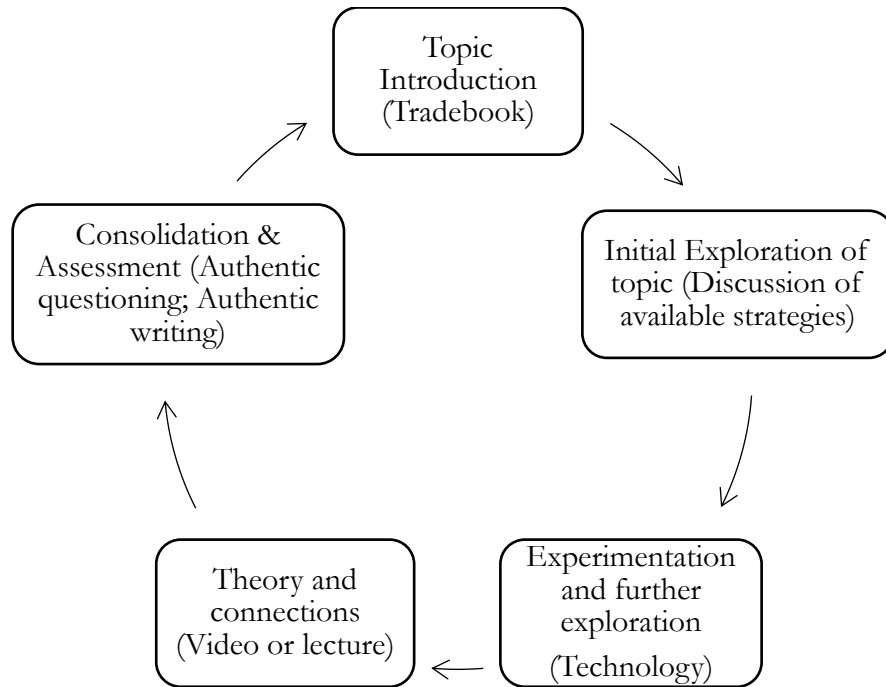 Topic
Introduction
(Tradebook)
Initial Exploration of
topic (Discussion of
available strategies)
Experimentation
and further
exploration
(Technology)
Theory and
connections
(Video or lecture)
Consolidation &
Assessment (Authentic
questioning; Authentic
writing)